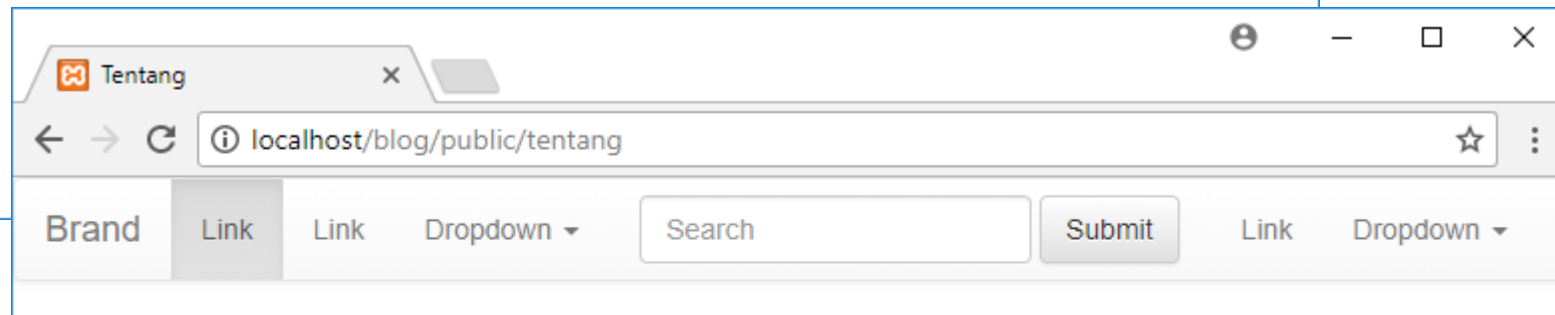 Tentang
localhost/blog/public/tentang
Brand Link Link Dropdown Search Submit Link Dropdown